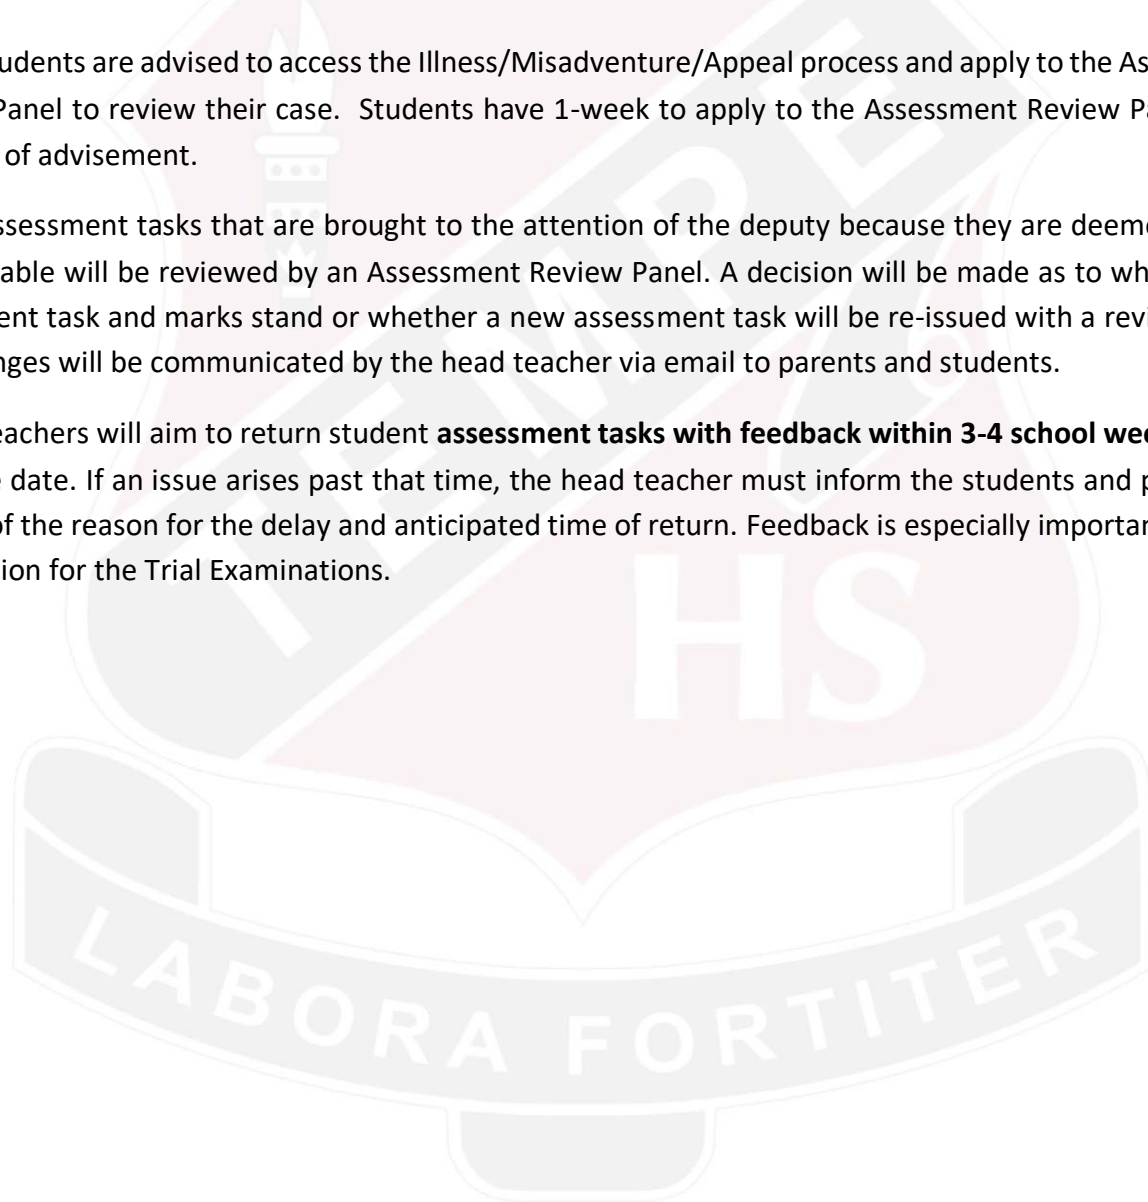 udents are advised to access the Illness/Misadventure/Appeal process and apply to the As
Panel to review their case. Students have 1-week to apply to the Assessment Review P
of advisement.
ssessment tasks that are brought to the attention of the deputy because they are deem
able will be reviewed by an Assessment Review Panel. A decision will be made as to wh
ent task and marks stand or whether a new assessment task will be re-issued with a revi
nges will be communicated by the head teacher via email to parents and students.
eachers will aim to return student assessment tasks with feedback within 3-4 school wee
e date. If an issue arises past that time, the head teacher must inform the students and p
of the reason for the delay and anticipated time of return. Feedback is especially importan
ion for the Trial Examinations.
TEMPE
HS
LABORA FORTITER